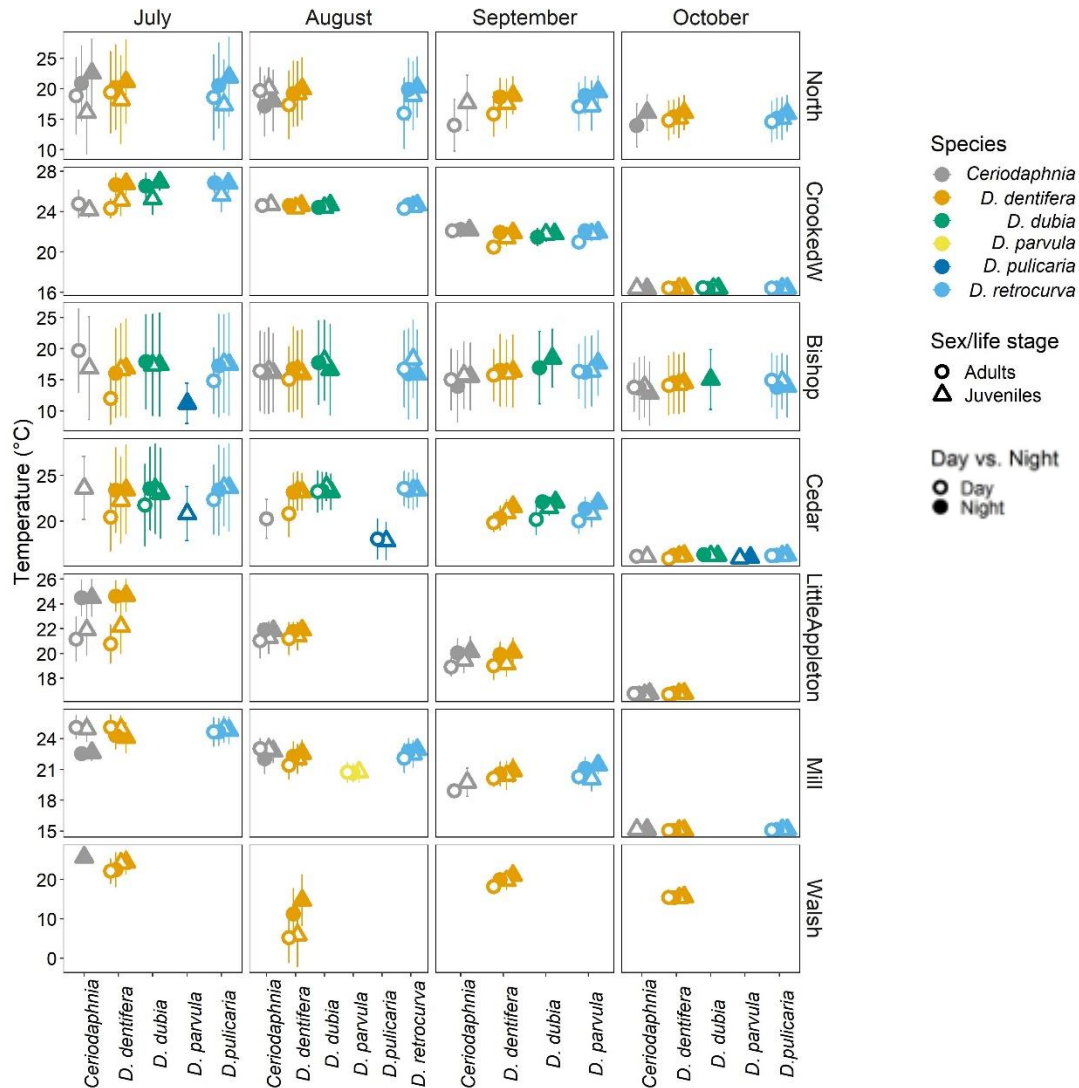 July
August
September
October
25
20
15
10
North
28
24
20
16
CrookedW
25
20
15
10
Bishop
25
20
Cedar
26
24
22
20
18
LittleAppleton
24
21
18
15
Mill
20
10
0
Walsh
Temperature (°C)
Ceriodaphnia
D. dentifera
D. dubia
D. parvula
D.pulicaria
Ceriodaphnia
D. dentifera
D. dubia
D. parvula
D.pulicaria
D. retrocurva
Ceriodaphnia
D. dentifera
D. dubia
D. parvula
Ceriodaphnia
D. dentifera
D. dubia
D. parvula
D.pulicaria
Species
Ceriodaphnia
D. dentifera
D. dubia
D. parvula
D. pulicaria
D. retrocurva
Sex/life stage
Adults
Juveniles
Day vs. Night
Day
Night